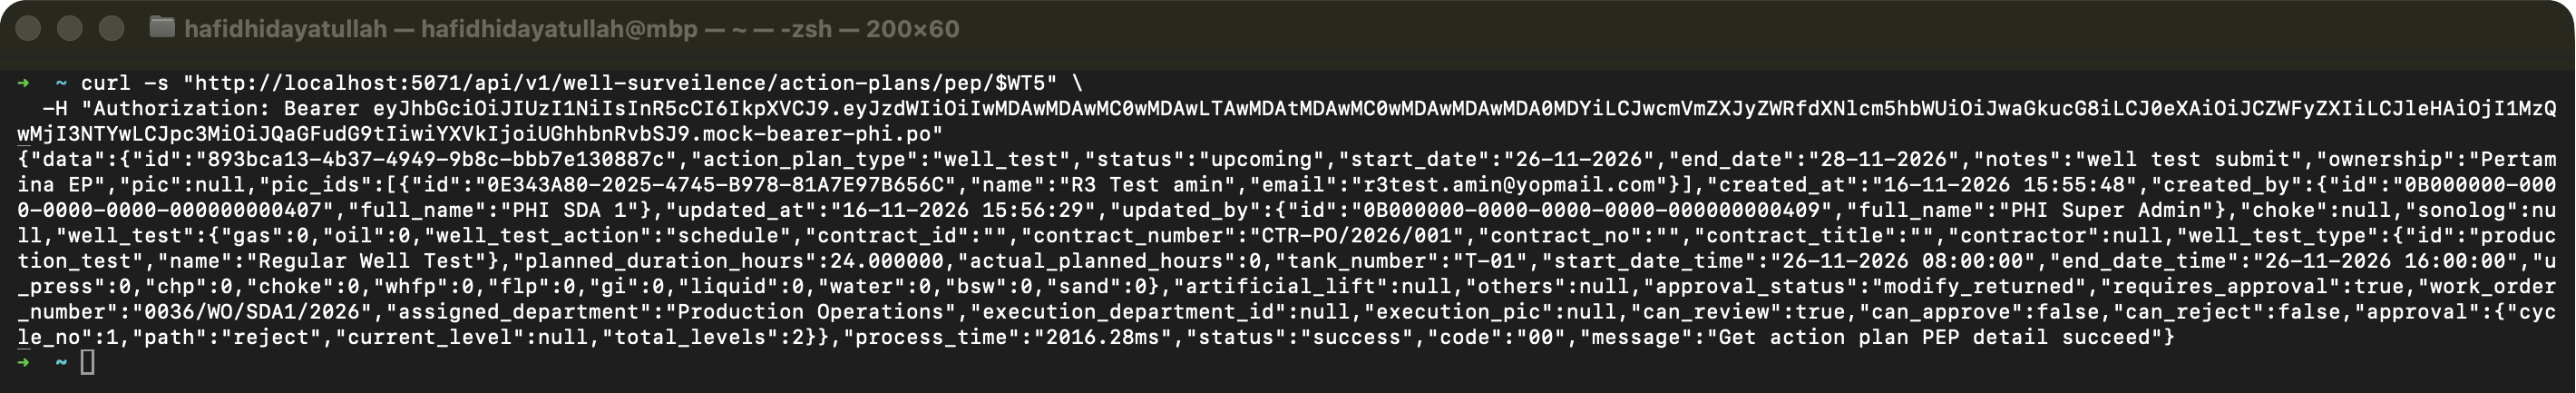 hafidhidayatullah — hafidhidayatullah@mbp — ~ — -zsh — 200×60
➜  ~ curl -s "http://localhost:5071/api/v1/well-surveilence/action-plans/pep/$WT5" \
  -H "Authorization: Bearer eyJhbGciOiJIUzI1NiIsInR5cCI6IkpXVCJ9.eyJzdWIiOiIwMDAwMDAwMC0wMDAwLTAwMDAtMDAwMC0wMDAwMDAwMDA0MDYiLCJwcmVmZXJyZWRfdXNlcm5hbWUiOiJwaGkucG8iLCJ0eXAiOiJCZWFyZXIiLCJleHAiOjI1MzQ
wMjI3NTYwLCJpc3MiOiJQaGFudG9tIiwiYXVkIjoiUGhhbnRvbSJ9.mock-bearer-phi.po"
{"data":{"id":"893bca13-4b37-4949-9b8c-bbb7e130887c","action_plan_type":"well_test","status":"upcoming","start_date":"26-11-2026","end_date":"28-11-2026","notes":"well test submit","ownership":"Pertam
ina EP","pic":null,"pic_ids":[{"id":"0E343A80-2025-4745-B978-81A7E97B656C","name":"R3 Test amin","email":"r3test.amin@yopmail.com"}],"created_at":"16-11-2026 15:55:48","created_by":{"id":"0B000000-000
0-0000-0000-000000000407","full_name":"PHI SDA 1"},"updated_at":"16-11-2026 15:56:29","updated_by":{"id":"0B000000-0000-0000-0000-000000000409","full_name":"PHI Super Admin"},"choke":null,"sonolog":nu
ll,"well_test":{"gas":0,"oil":0,"well_test_action":"schedule","contract_id":"","contract_number":"CTR-PO/2026/001","contract_no":"","contract_title":"","contractor":null,"well_test_type":{"id":"produc
tion_test","name":"Regular Well Test"},"planned_duration_hours":24.000000,"actual_planned_hours":0,"tank_number":"T-01","start_date_time":"26-11-2026 08:00:00","end_date_time":"26-11-2026 16:00:00","u
_press":0,"chp":0,"choke":0,"whfp":0,"flp":0,"gi":0,"liquid":0,"water":0,"bsw":0,"sand":0},"artificial_lift":null,"others":null,"approval_status":"modify_returned","requires_approval":true,"work_order
_number":"0036/WO/SDA1/2026","assigned_department":"Production Operations","execution_department_id":null,"execution_pic":null,"can_review":true,"can_approve":false,"can_reject":false,"approval":{"cyc
le_no":1,"path":"reject","current_level":null,"total_levels":2}},"process_time":"2016.28ms","status":"success","code":"00","message":"Get action plan PEP detail succeed"}
➜  ~